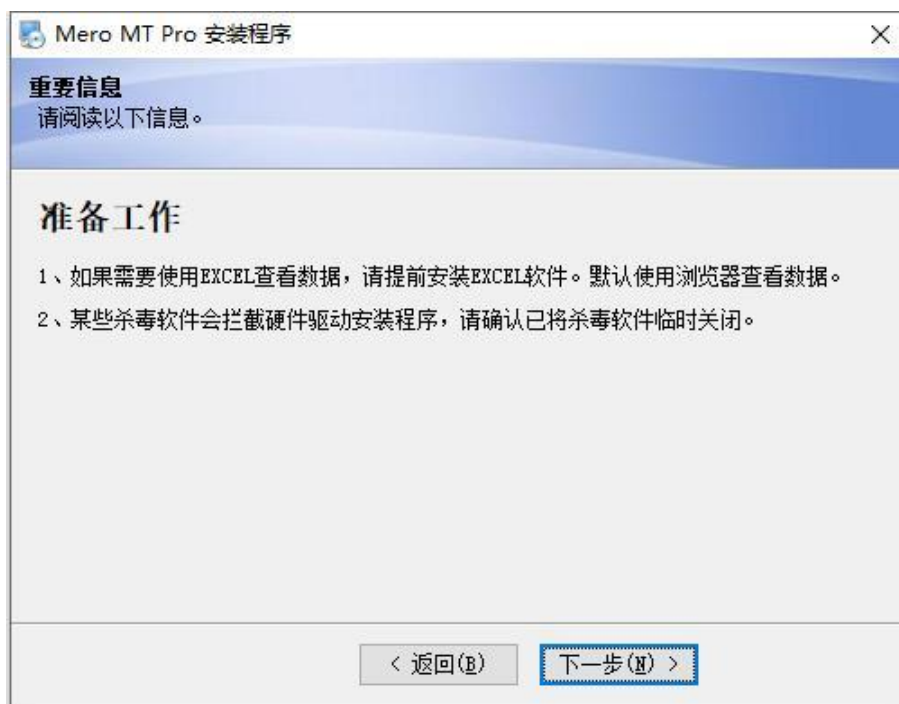 Mero MT Pro 安装程序
重要信息
请阅读以下信息。
准备工作
1、如果需要使用EXCEL查看数据，请提前安装EXCEL软件。默认使用浏览器查看数据。
2、某些杀毒软件会拦截硬件驱动安装程序，请确认已将杀毒软件临时关闭。
< 返回(B) 下一步(N) >